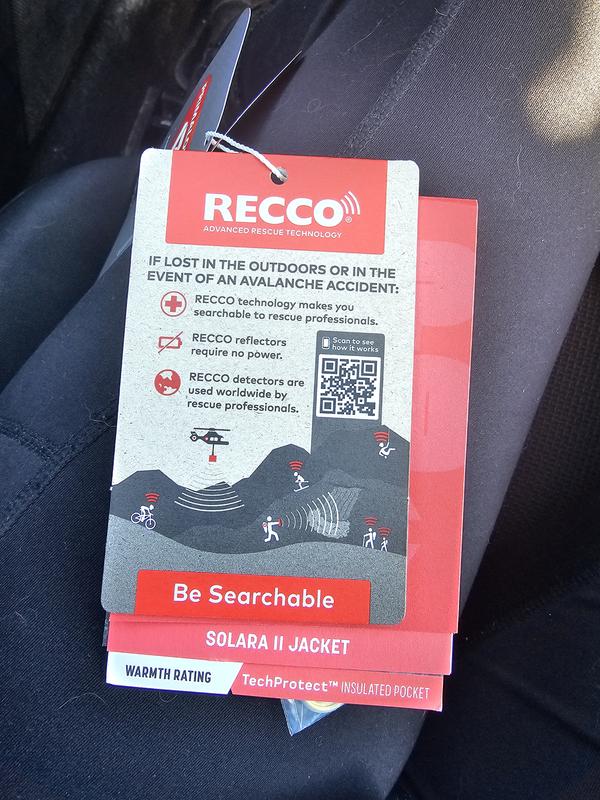 RECCO®
ADVANCED RESCUE TECHNOLOGY
IF LOST IN THE OUTDOORS OR IN THE
EVENT OF AN AVALANCHE ACCIDENT:
RECCO technology makes you
searchable to rescue professionals.
RECCO reflectors
require no power.
Scan to see
how it works
RECCO detectors are
used worldwide by
rescue professionals.
Be Searchable
SOLARA II JACKET
WARMTH RATING
TechProtect™ INSULATED POCKET